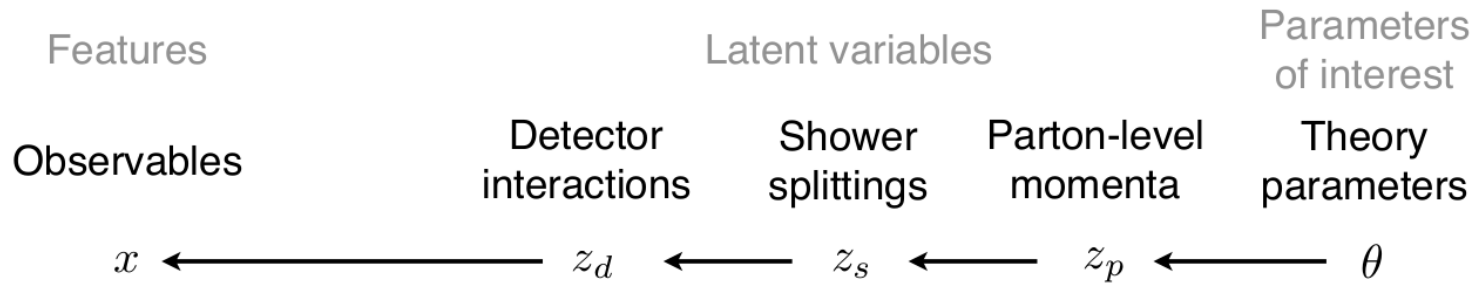 Features Latent variables Parameters of interest
Observables Detector interactions Shower splittings Parton-level momenta Theory parameters
x z_d z_s z_p θ